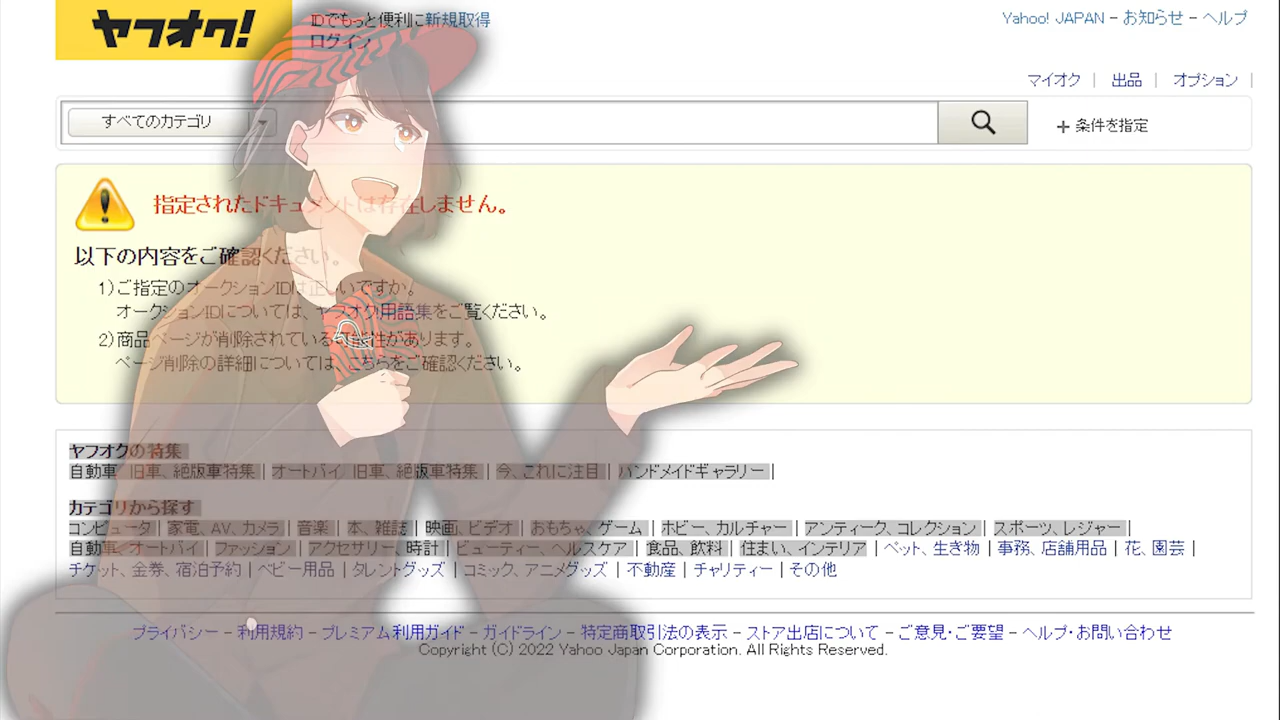 ヤフオク!
IDでもっと便利に新規取得
ログイン
Yahoo! JAPAN - お知らせ - ヘルプ
マイオク | 出品 | オプション |
すべてのカテゴリ
+ 条件を指定
指定されたドキュメントは存在しません。
以下の内容をご確認ください。
1)ご指定のオークションIDは正しいですか。
オークションIDについては、ヤフオク用語集をご覧ください。
2)商品ページが削除されている可能性があります。
ページ削除の詳細については、こちらをご確認ください。
ヤフオクの特集
自動車、旧車、絶版車特集 | オートバイ、旧車、絶版車特集 | 今、これに注目 | ハンドメイドギャラリー |
カテゴリから探す
コンピュータ | 家電、AV、カメラ | 音楽 | 本、雑誌 | 映画、ビデオ | おもちゃ、ゲーム | ホビー、カルチャー | アンティーク、コレクション | スポーツ、レジャー |
自動車、オートバイ | ファッション | アクセサリー、時計 | ビューティー、ヘルスケア | 食品、飲料 | 住まい、インテリア | ペット、生き物 | 事務、店舗用品 | 花、園芸 |
チケット、金券、宿泊予約 | ベビー用品 | タレントグッズ | コミック、アニメグッズ | 不動産 | チャリティー | その他
プライバシー - 利用規約 - プレミアム利用ガイド - ガイドライン - 特定商取引法の表示 - ストア出店について - ご意見・ご要望 - ヘルプ・お問い合わせ
Copyright (C) 2022 Yahoo Japan Corporation. All Rights Reserved.